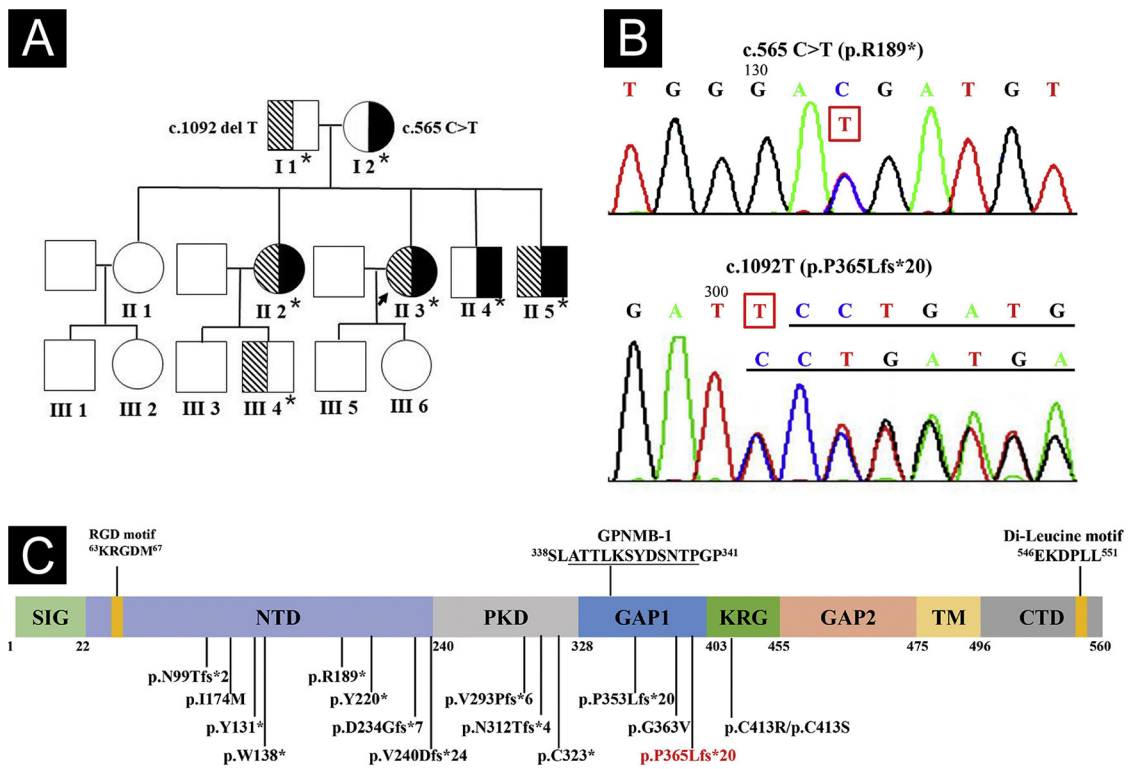 A
c.1092 del T
c.565 C>T
I 1 *
I 2 *
II 1
II 2 *
II 3 *
II 4 *
II 5 *
III 1
III 2
III 3
III 4 *
III 5
III 6
B
c.565 C>T (p.R189*)
130
T G G G A C G A T G T
T
c.1092T (p.P365Lfs*20)
300
G A T T C C T G A T G
C C T G A T G A
C
RGD motif
63KRGDM67
GPNMB-1
338SLATTLKSYDSNTPGP341
Di-Leucine motif
546EKDPLL551
SIG NTD PKD GAP1 KRG GAP2 TM CTD
1 22 240 328 403 455 475 496 560
p.N99Tfs*2
p.R189*
p.V293Pfs*6
p.P353Lfs*20
p.I174M
p.Y220*
p.Y131*
p.D234Gfs*7
p.N312Tfs*4
p.G363V
p.C413R/p.C413S
p.W138*
p.V240Dfs*24
p.C323*
p.P365Lfs*20